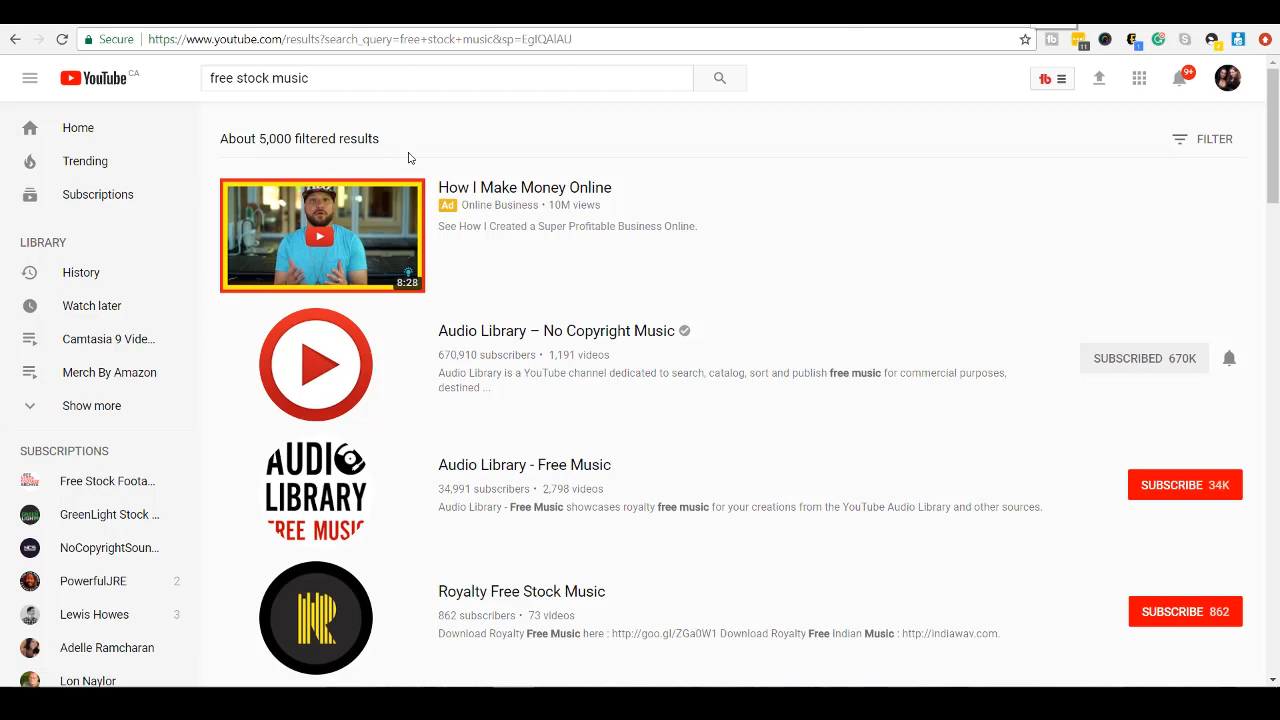 Secure https://www.youtube.com/results?search_query=free+stock+music&sp=EgIQAlAU
11
1
YouTube CA
free stock music
9+
Home
Trending
Subscriptions
LIBRARY
History
Watch later
Camtasia 9 Vide...
Merch By Amazon
Show more
SUBSCRIPTIONS
Free Stock Foota...
GreenLight Stock ...
NoCopyrightSoun...
PowerfulJRE 2
Lewis Howes 3
Adelle Ramcharan
Lon Naylor
About 5,000 filtered results
FILTER
8:28
How I Make Money Online
Ad Online Business • 10M views
See How I Created a Super Profitable Business Online.
Audio Library – No Copyright Music
670,910 subscribers • 1,191 videos
Audio Library is a YouTube channel dedicated to search, catalog, sort and publish free music for commercial purposes,
destined ...
SUBSCRIBED 670K
AUDIO
LIBRARY
FREE MUSIC
Audio Library - Free Music
34,991 subscribers • 2,798 videos
Audio Library - Free Music showcases royalty free music for your creations from the YouTube Audio Library and other sources.
SUBSCRIBE 34K
Royalty Free Stock Music
862 subscribers • 73 videos
Download Royalty Free Music here : http://goo.gl/ZGa0W1 Download Royalty Free Indian Music : http://indiawav.com.
SUBSCRIBE 862